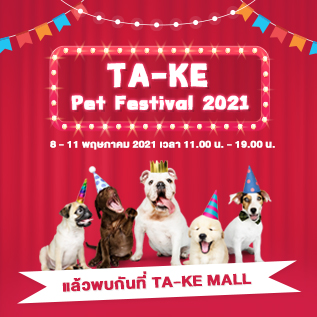 TA-KE
Pet Festival 2021
8 - 11 พฤษภาคม 2021 เวลา 11.00 น. - 19.00 น.
แล้วพบกันที่ TA-KE MALL